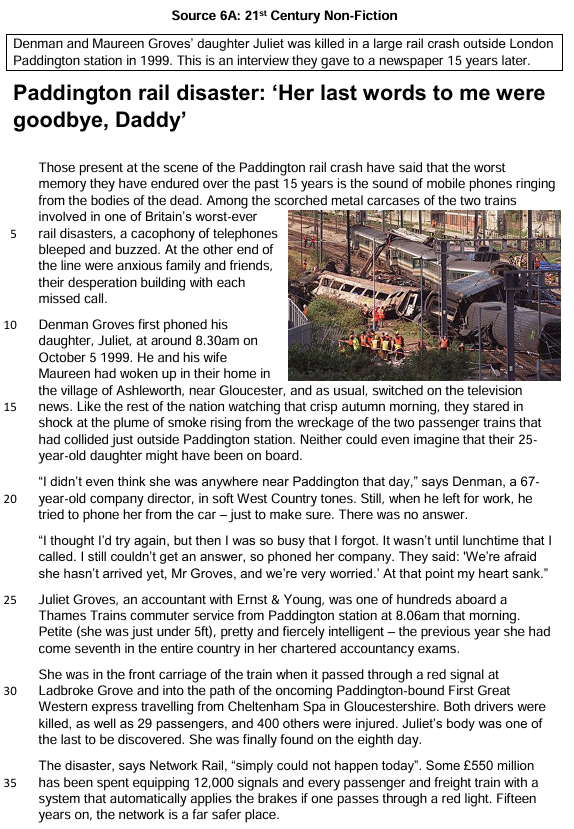 Source 6A: 21st Century Non-Fiction
Denman and Maureen Groves’ daughter Juliet was killed in a large rail crash outside London
Paddington station in 1999. This is an interview they gave to a newspaper 15 years later.
Paddington rail disaster: ‘Her last words to me were
goodbye, Daddy’
Those present at the scene of the Paddington rail crash have said that the worst
memory they have endured over the past 15 years is the sound of mobile phones ringing
from the bodies of the dead. Among the scorched metal carcases of the two trains
involved in one of Britain’s worst-ever
5 rail disasters, a cacophony of telephones
bleeped and buzzed. At the other end of
the line were anxious family and friends,
their desperation building with each
missed call.
10 Denman Groves first phoned his
daughter, Juliet, at around 8.30am on
October 5 1999. He and his wife
Maureen had woken up in their home in
the village of Ashleworth, near Gloucester, and as usual, switched on the television
15 news. Like the rest of the nation watching that crisp autumn morning, they stared in
shock at the plume of smoke rising from the wreckage of the two passenger trains that
had collided just outside Paddington station. Neither could even imagine that their 25-
year-old daughter might have been on board.
“I didn’t even think she was anywhere near Paddington that day,” says Denman, a 67-
20 year-old company director, in soft West Country tones. Still, when he left for work, he
tried to phone her from the car – just to make sure. There was no answer.
“I thought I’d try again, but then I was so busy that I forgot. It wasn’t until lunchtime that I
called. I still couldn’t get an answer, so phoned her company. They said: ‘We’re afraid
she hasn’t arrived yet, Mr Groves, and we’re very worried.’ At that point my heart sank.”
25 Juliet Groves, an accountant with Ernst & Young, was one of hundreds aboard a
Thames Trains commuter service from Paddington station at 8.06am that morning.
Petite (she was just under 5ft), pretty and fiercely intelligent – the previous year she had
come seventh in the entire country in her chartered accountancy exams.
She was in the front carriage of the train when it passed through a red signal at
30 Ladbroke Grove and into the path of the oncoming Paddington-bound First Great
Western express travelling from Cheltenham Spa in Gloucestershire. Both drivers were
killed, as well as 29 passengers, and 400 others were injured. Juliet’s body was one of
the last to be discovered. She was finally found on the eighth day.
The disaster, says Network Rail, “simply could not happen today”. Some £550 million
35 has been spent equipping 12,000 signals and every passenger and freight train with a
system that automatically applies the brakes if one passes through a red light. Fifteen
years on, the network is a far safer place.